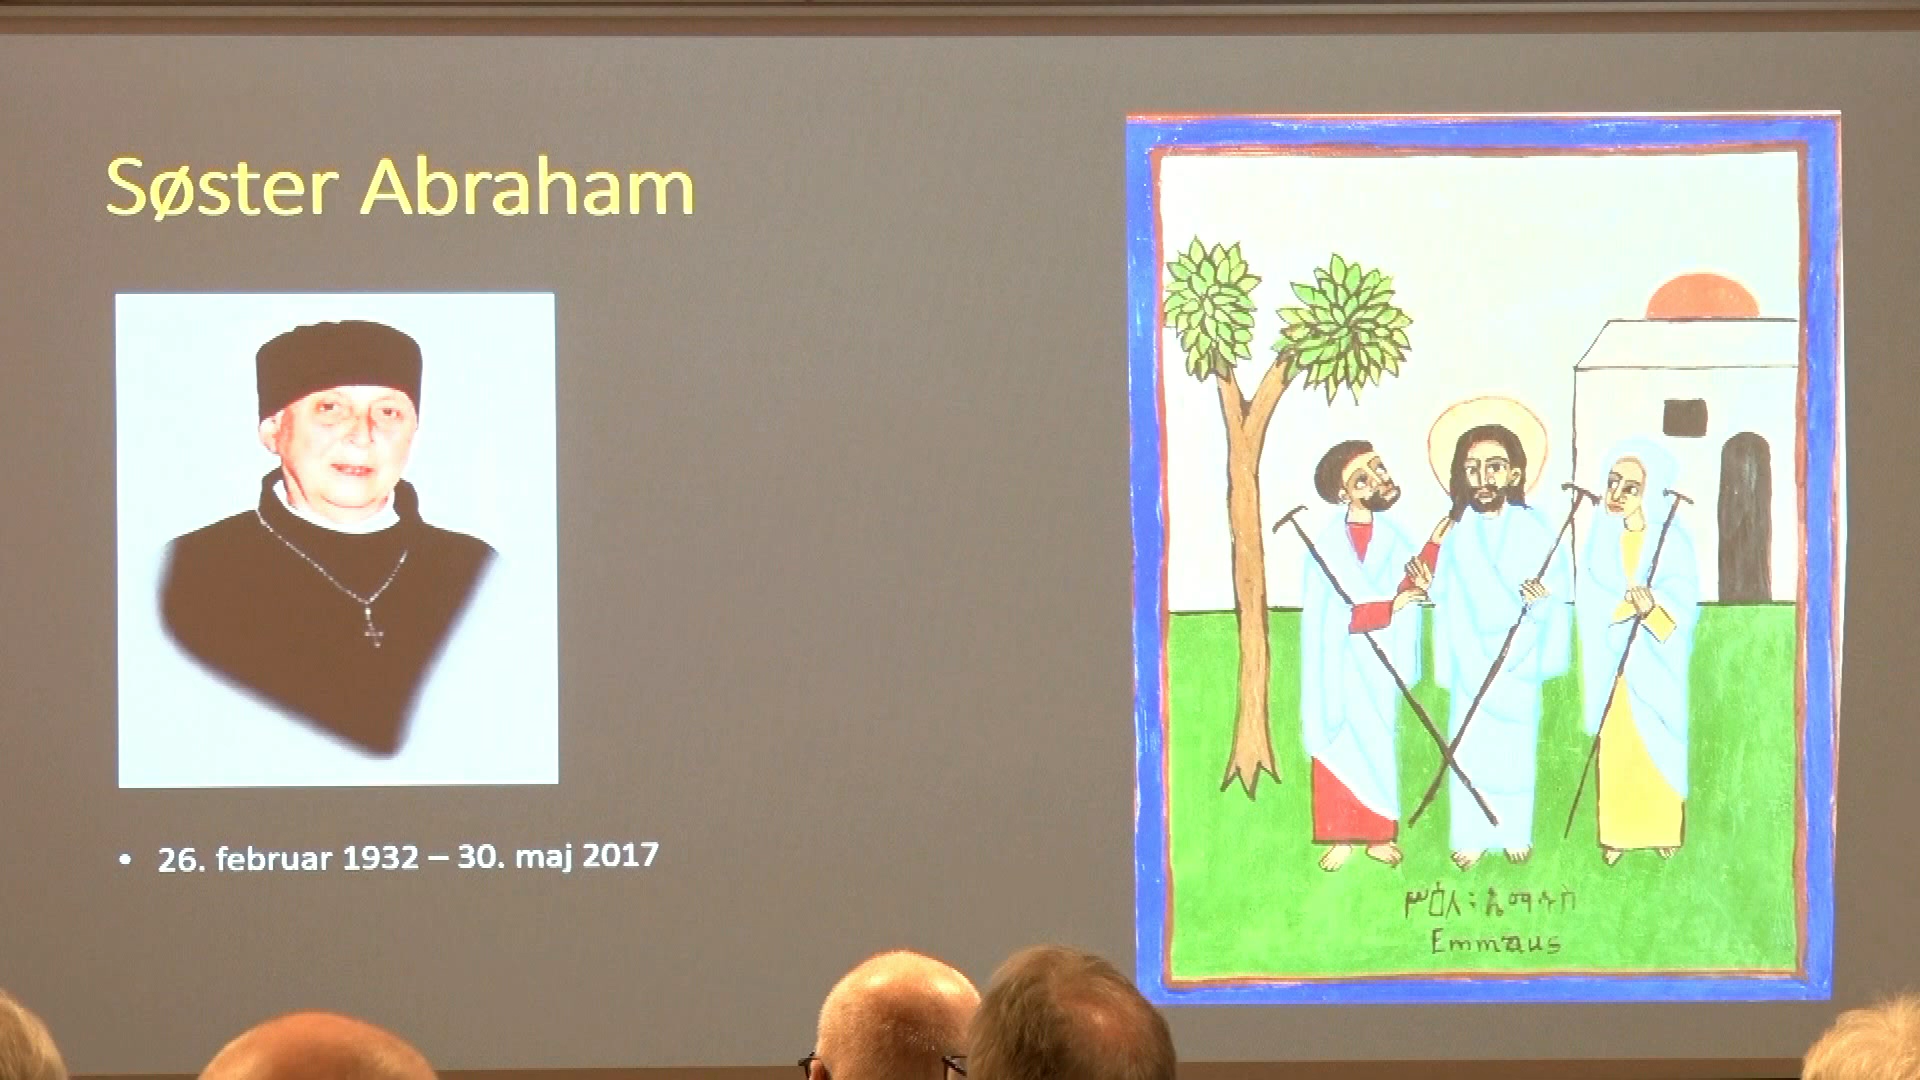 Søster Abraham
• 26. februar 1932 – 30. maj 2017
Emmaus